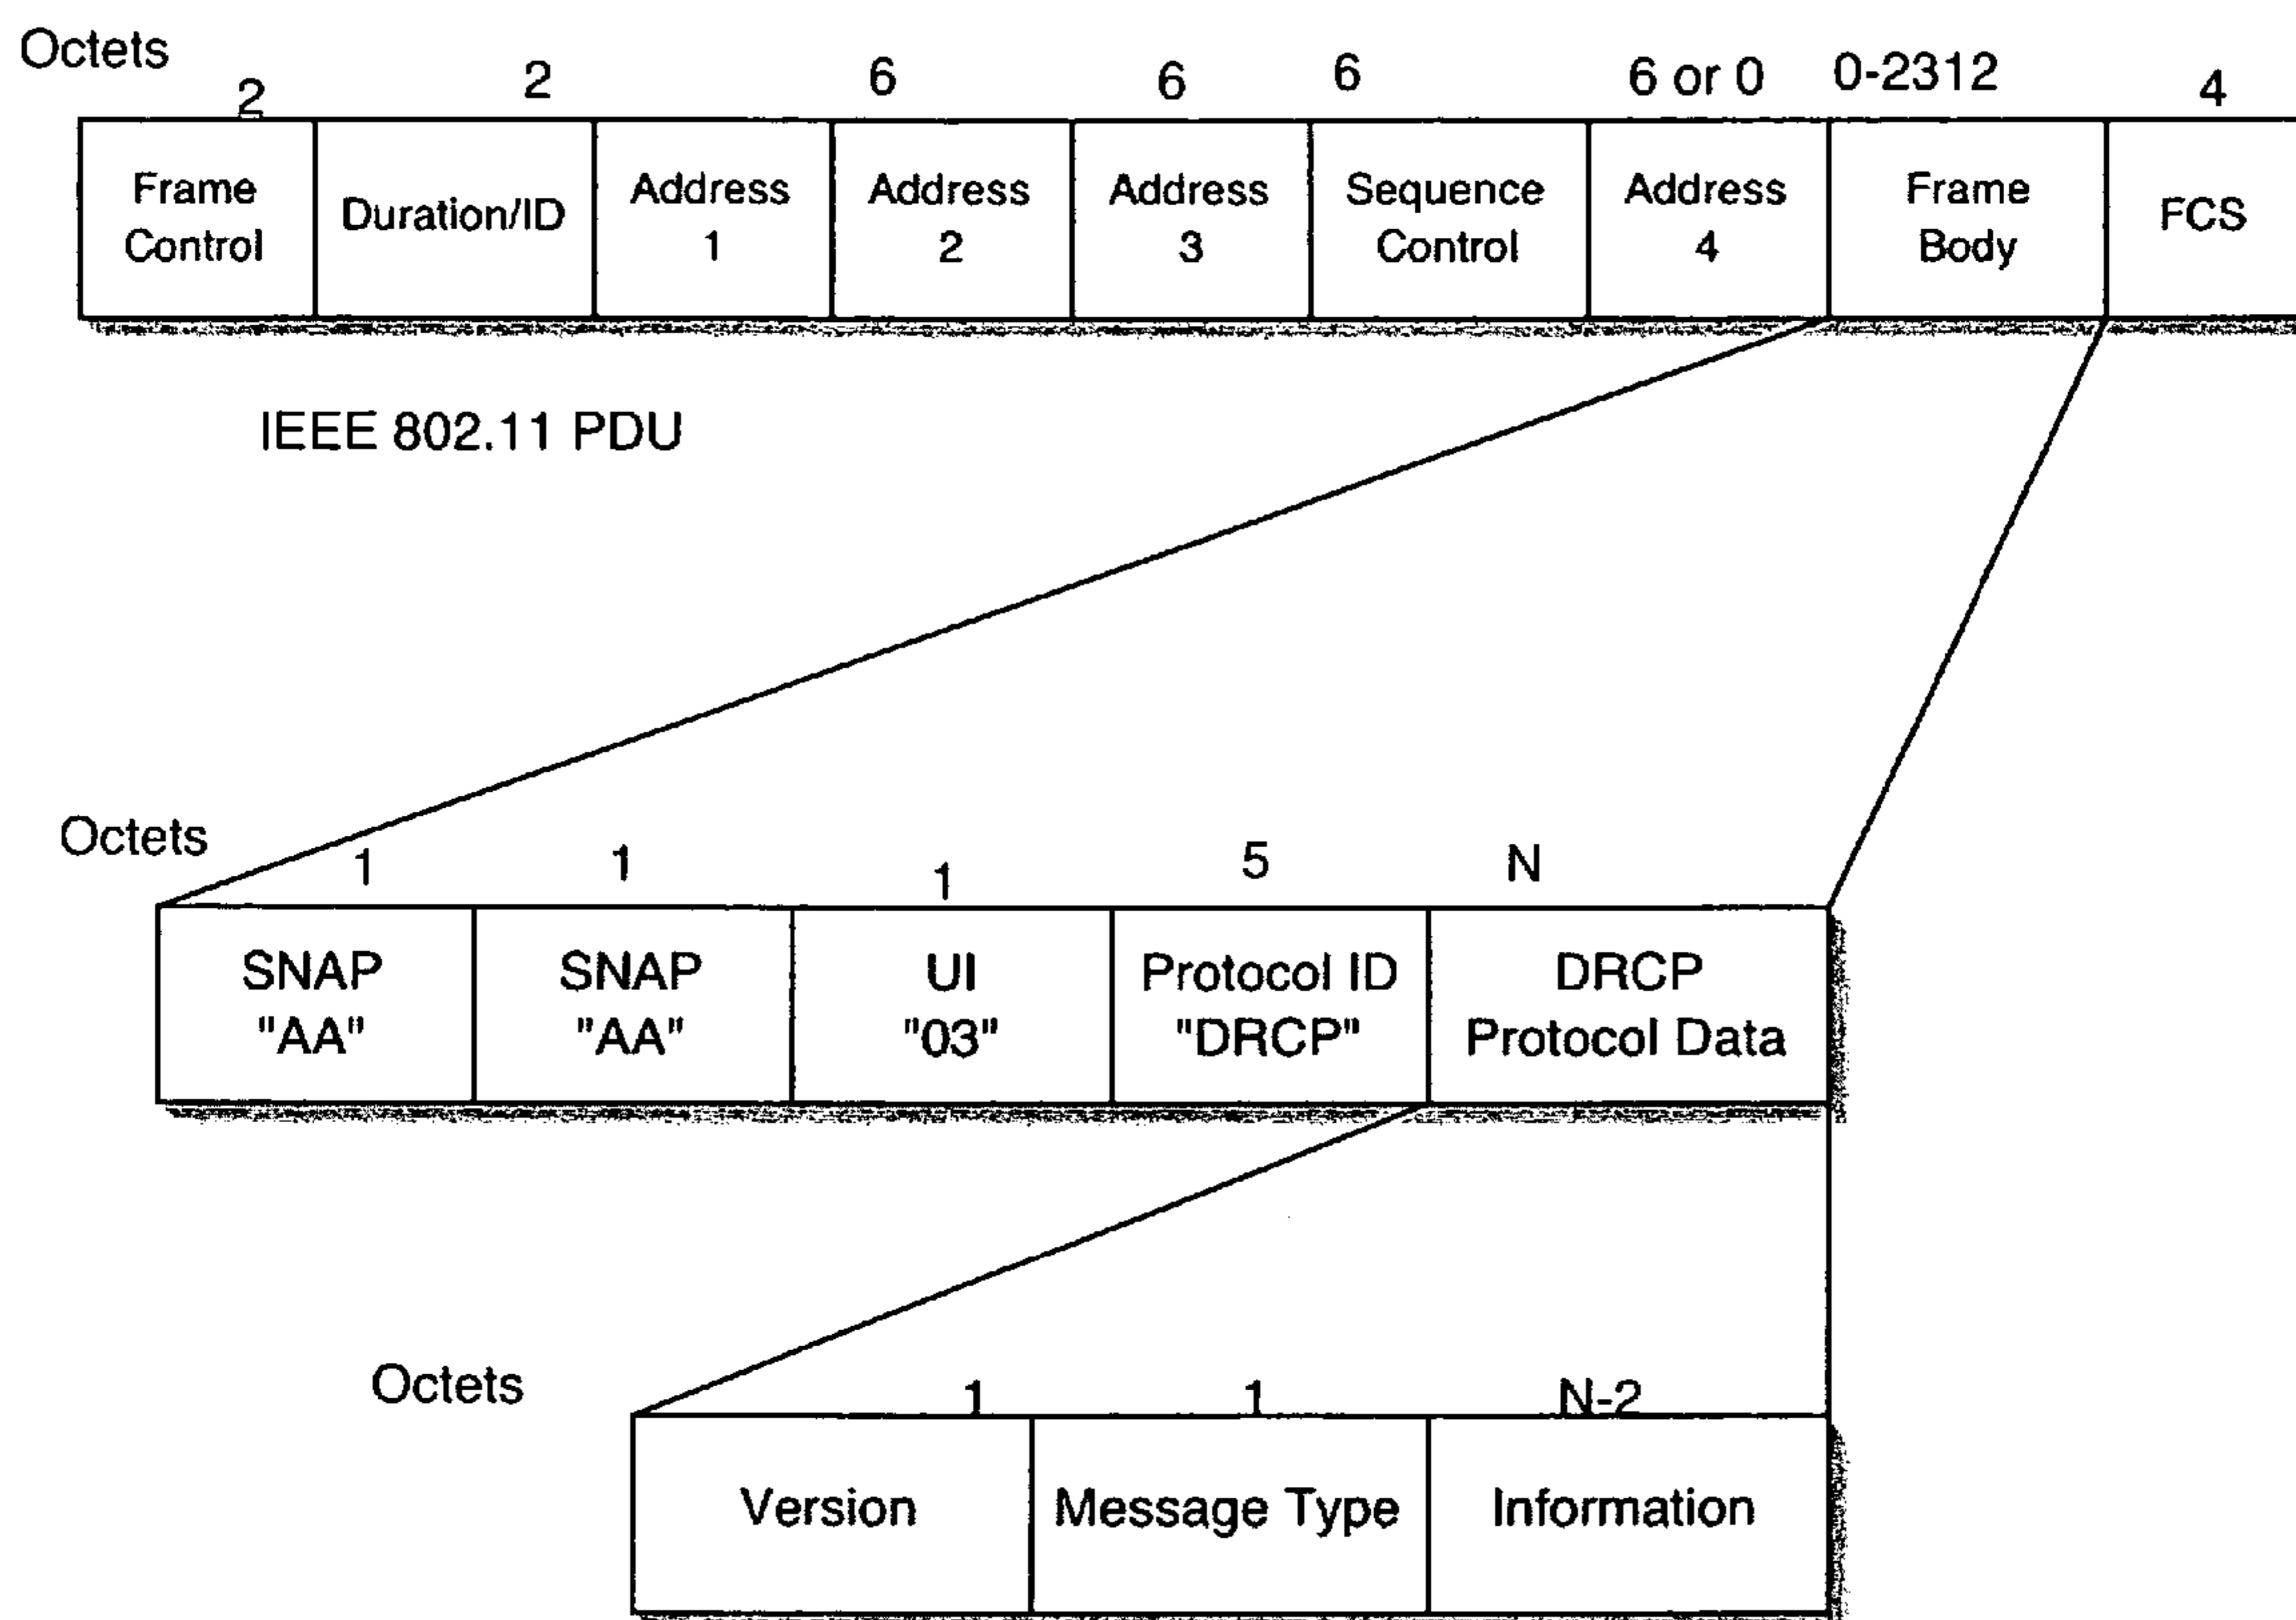 Octets
2 2 6 6 6 6 or 0 0-2312 4
Frame Control
Duration/ID
Address 1
Address 2
Address 3
Sequence Control
Address 4
Frame Body
FCS
IEEE 802.11 PDU
Octets
1 1 1 5 N
SNAP "AA"
SNAP "AA"
UI "03"
Protocol ID "DRCP"
DRCP Protocol Data
Octets
1 1 N-2
Version
Message Type
Information